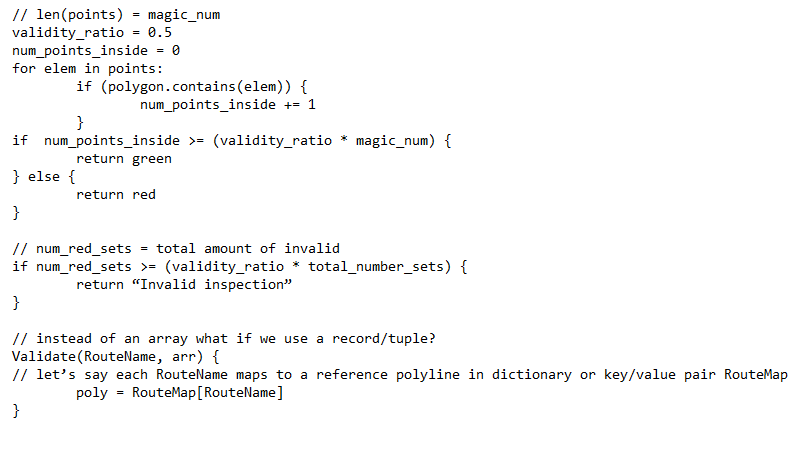 // len(points) = magic_num
validity_ratio = 0.5
num_points_inside = 0
for elem in points:
        if (polygon.contains(elem)) {
                num_points_inside += 1
        }
if  num_points_inside >= (validity_ratio * magic_num) {
        return green
} else {
        return red
}

// num_red_sets = total amount of invalid
if num_red_sets >= (validity_ratio * total_number_sets) {
        return “Invalid inspection”
}

// instead of an array what if we use a record/tuple?
Validate(RouteName, arr) {
// let’s say each RouteName maps to a reference polyline in dictionary or key/value pair RouteMap
        poly = RouteMap[RouteName]
}